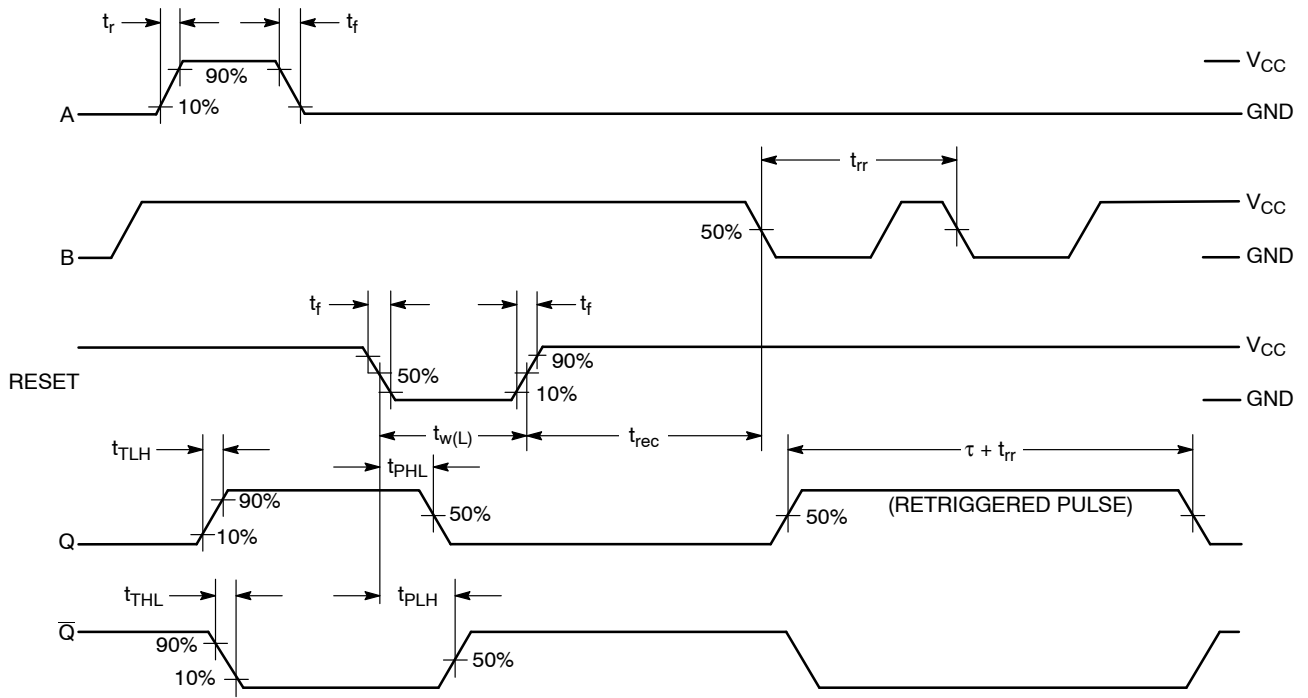 tr tf
90% VCC
A 10% GND
trr
VCC
50%
B GND
tf tf
90% VCC
RESET 50%
10% GND
tw(L) trec
tTLH τ + trr
tPHL
90% (RETRIGGERED PULSE)
50% 50%
Q 10%
tTHL tPLH
Q̅
90%
50%
10%